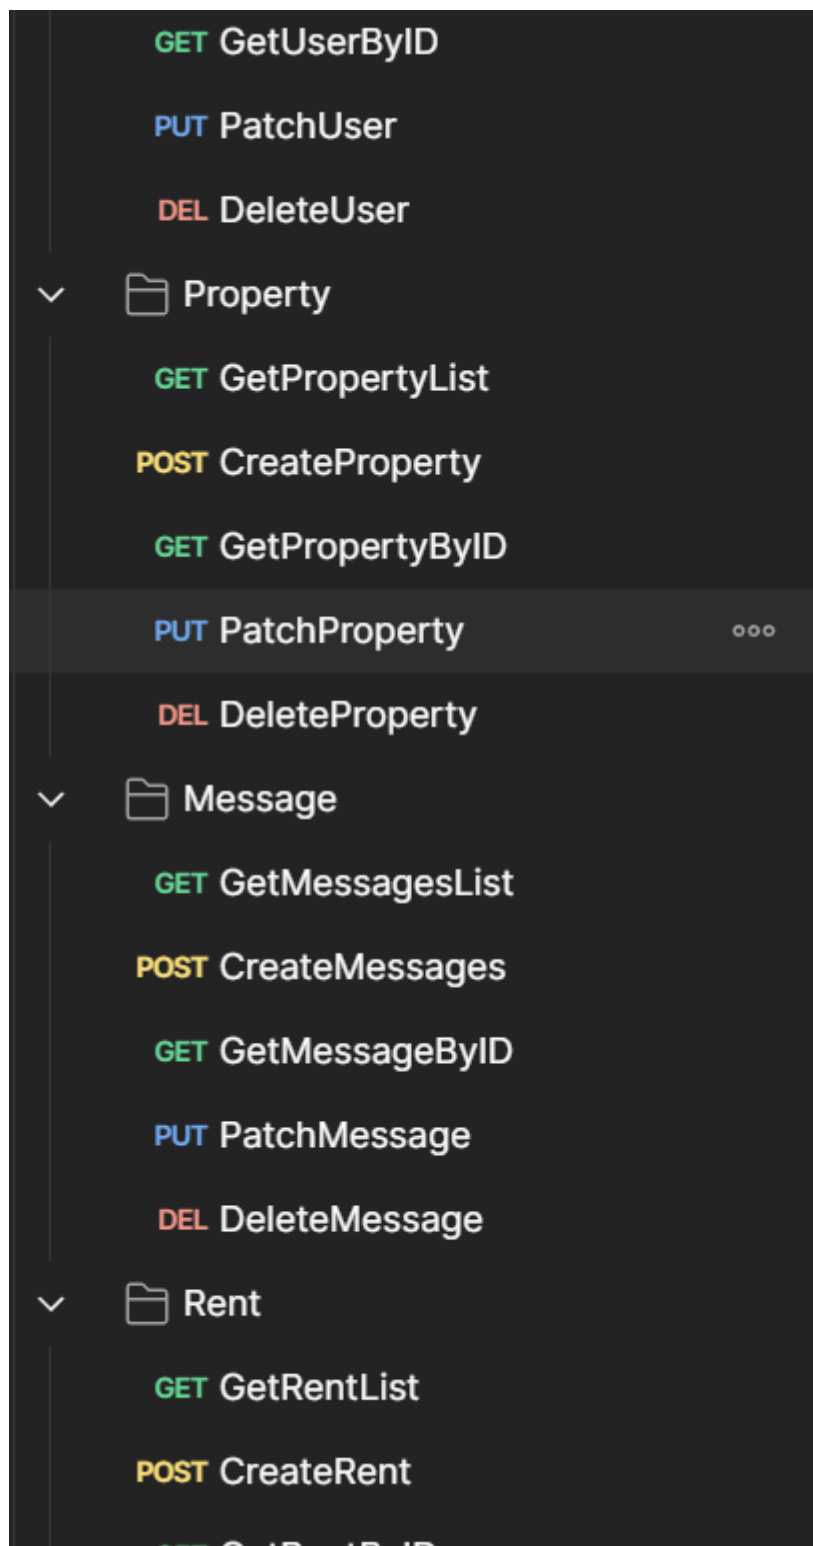 GET GetUserByID
PUT PatchUser
DEL DeleteUser
Property
GET GetPropertyList
POST CreateProperty
GET GetPropertyByID
PUT PatchProperty
DEL DeleteProperty
Message
GET GetMessagesList
POST CreateMessages
GET GetMessageByID
PUT PatchMessage
DEL DeleteMessage
Rent
GET GetRentList
POST CreateRent